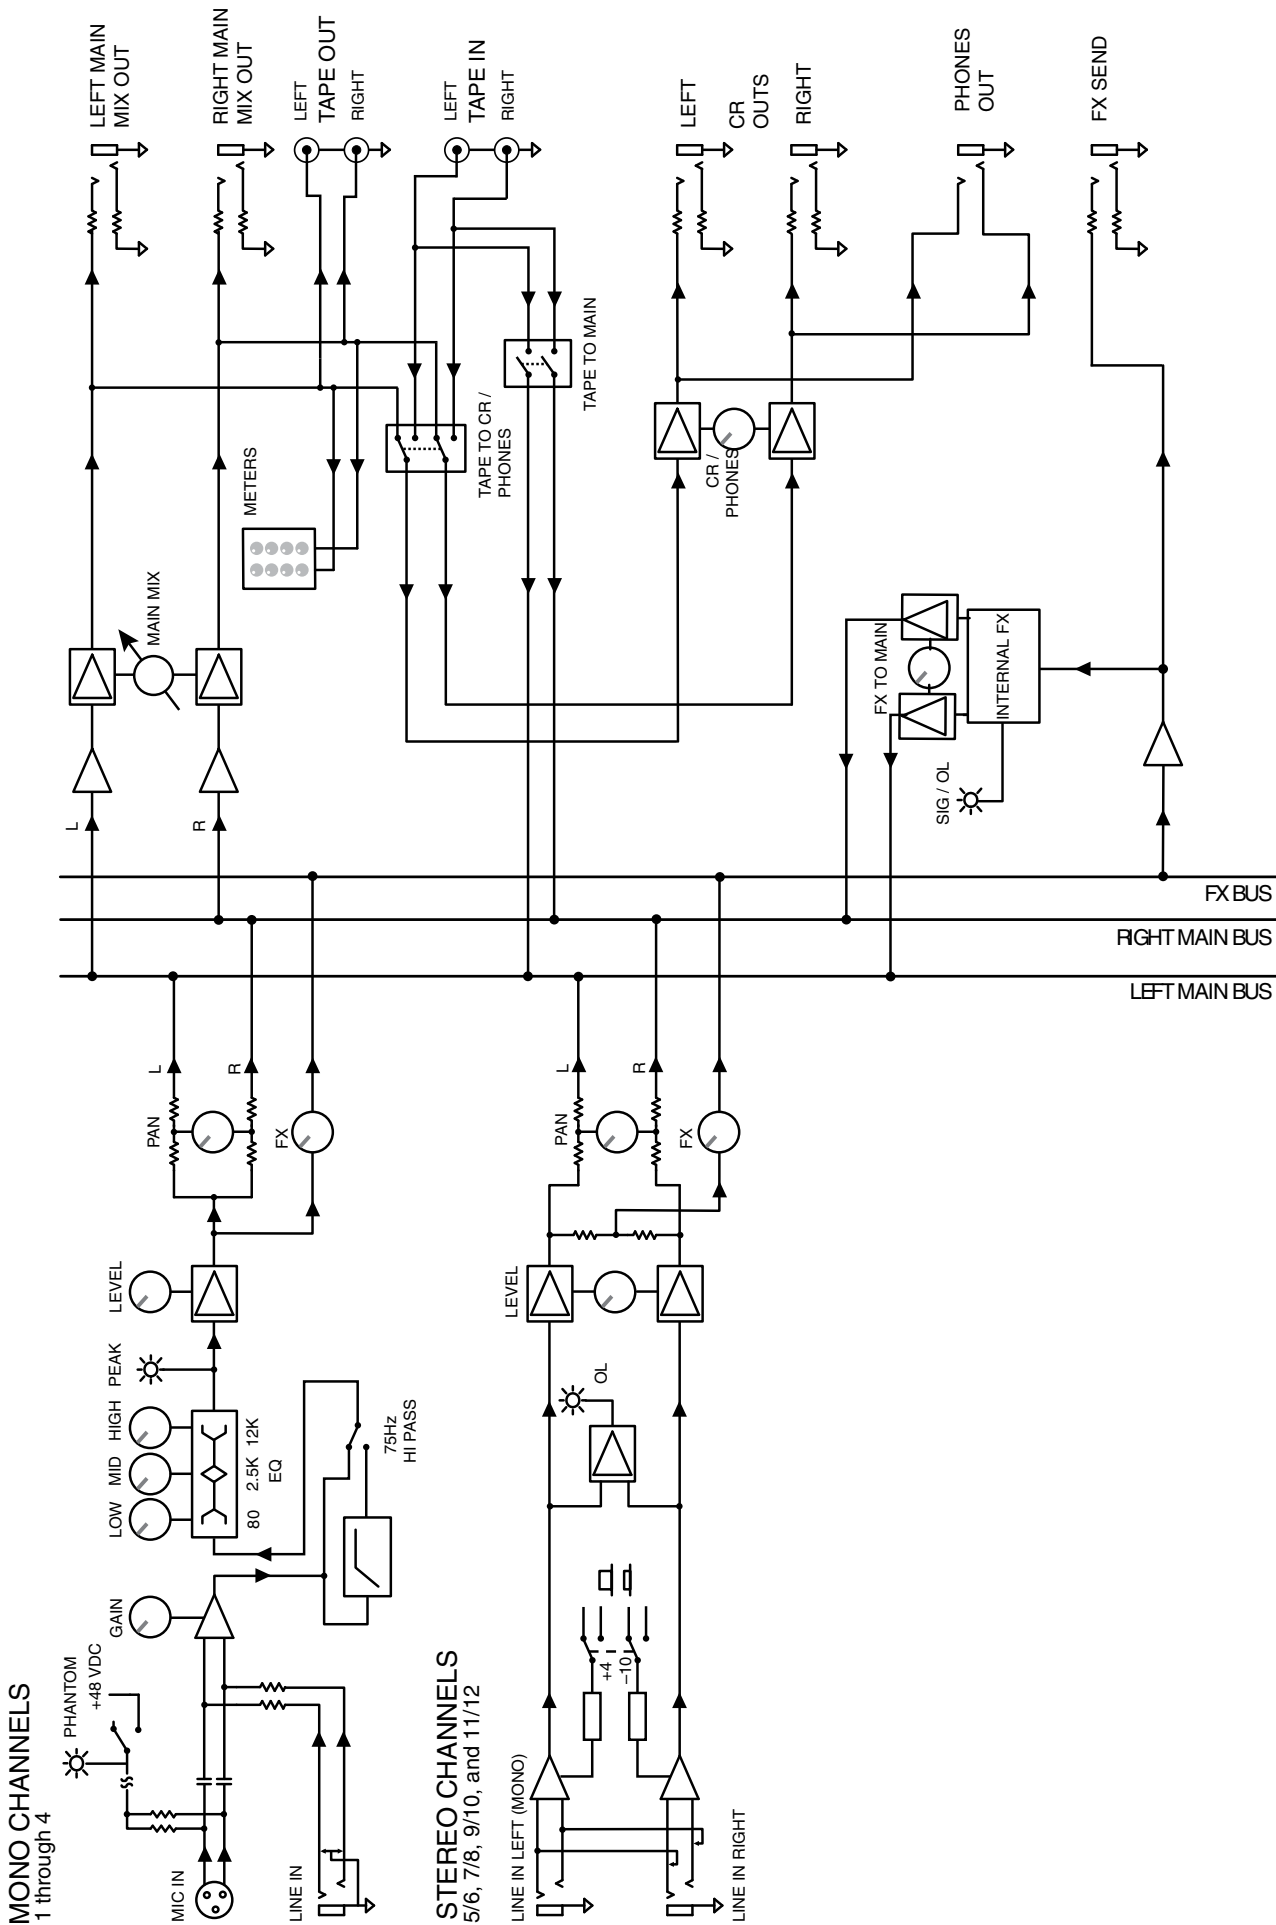 MONO CHANNELS
1 through 4
PHANTOM
+48 VDC
MIC IN
LINE IN
GAIN
LOW
MID
HIGH
80 2.5K 12K
EQ
75Hz
HI PASS
PEAK
LEVEL
PAN
L
R
FX
STEREO CHANNELS
5/6, 7/8, 9/10, and 11/12
LINE IN LEFT (MONO)
LINE IN RIGHT
+4
–10
OL
LEVEL
PAN
L
R
FX
LEFT MAIN BUS
RIGHT MAIN BUS
FX BUS
L
R
MAIN MIX
METERS
TAPE TO CR /
PHONES
TAPE TO MAIN
CR /
PHONES
FX TO MAIN
INTERNAL FX
SIG / OL
LEFT MAIN
MIX OUT
RIGHT MAIN
MIX OUT
LEFT
TAPE OUT
RIGHT
LEFT
TAPE IN
RIGHT
LEFT
CR
OUTS
RIGHT
PHONES
OUT
FX SEND